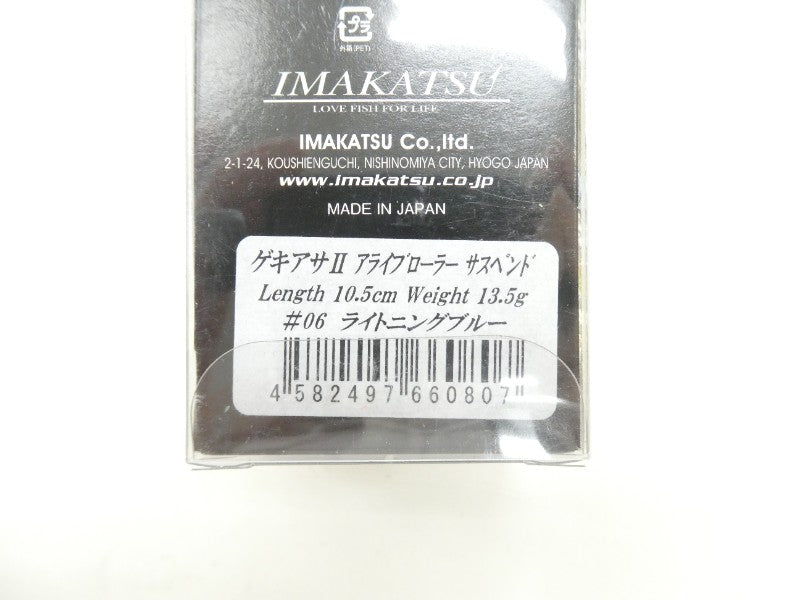 プラ
外箱(PET)
IMAKATSU
LOVE FISH FOR LIFE
IMAKATSU Co.,ltd.
2-1-24, KOUSHIENGUCHI, NISHINOMIYA CITY, HYOGO JAPAN
www.imakatsu.co.jp
MADE IN JAPAN
ゲキアサⅡ アライブローラー サスペンド
Length 10.5cm Weight 13.5g
#06 ライトニングブルー
4 582497 660807